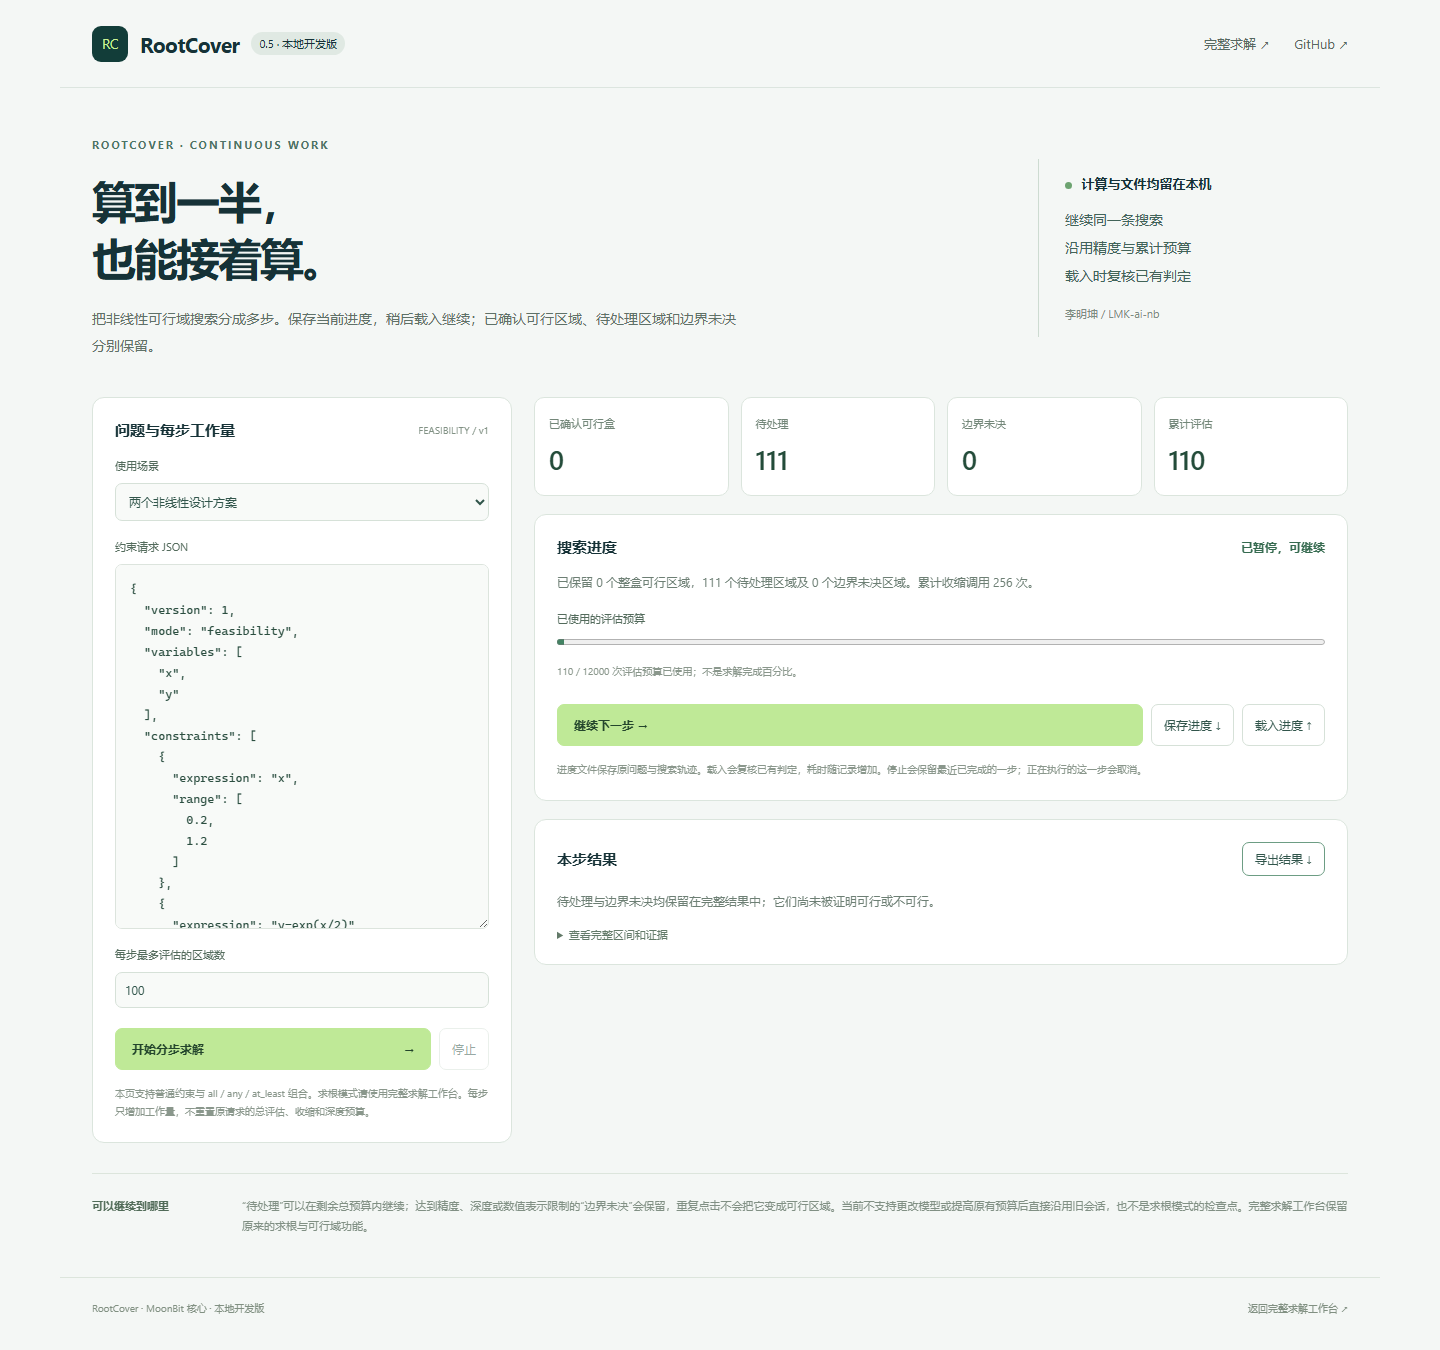 RC
RootCover
0.5 · 本地开发版
完整求解 ↗
GitHub ↗
ROOTCOVER · CONTINUOUS WORK
算到一半，
也能接着算。
把非线性可行域搜索分成多步。保存当前进度，稍后载入继续；已确认可行区域、待处理区域和边界未决
分别保留。
计算与文件均留在本机
继续同一条搜索
沿用精度与累计预算
载入时复核已有判定
李明坤 / LMK-ai-nb
问题与每步工作量
FEASIBILITY / v1
使用场景
两个非线性设计方案
约束请求 JSON
{
"version": 1,
"mode": "feasibility",
"variables": [
"x",
"y"
],
"constraints": [
{
"expression": "x",
"range": [
0.2,
1.2
]
},
{
"expression": "y-exp(x/2)"
每步最多评估的区域数
100
开始分步求解 →
停止
本页支持普通约束与 all / any / at_least 组合。求根模式请使用完整求解工作台。每步
只增加工作量，不重置原请求的总评估、收缩和深度预算。
已确认可行盒
0
待处理
111
边界未决
0
累计评估
110
搜索进度
已暂停，可继续
已保留 0 个整盒可行区域，111 个待处理区域及 0 个边界未决区域。累计收缩调用 256 次。
已使用的评估预算
110 / 12000 次评估预算已使用；不是求解完成百分比。
继续下一步 →
保存进度 ↓
载入进度 ↑
进度文件保存原问题与搜索轨迹。载入会复核已有判定，耗时随记录增加。停止会保留最近已完成的一步；正在执行的这一步会取消。
本步结果
导出结果 ↓
待处理与边界未决均保留在完整结果中；它们尚未被证明可行或不可行。
▶ 查看完整区间和证据
可以继续到哪里
“待处理”可以在剩余总预算内继续；达到精度、深度或数值表示限制的“边界未决”会保留，重复点击不会把它变成可行区域。当前不支持更改模型或提高原有预算后直接沿用旧会话，也不是求根模式的检查点。完整求解工作台保留
原来的求根与可行域功能。
RootCover · MoonBit 核心 · 本地开发版
返回完整求解工作台 ↗